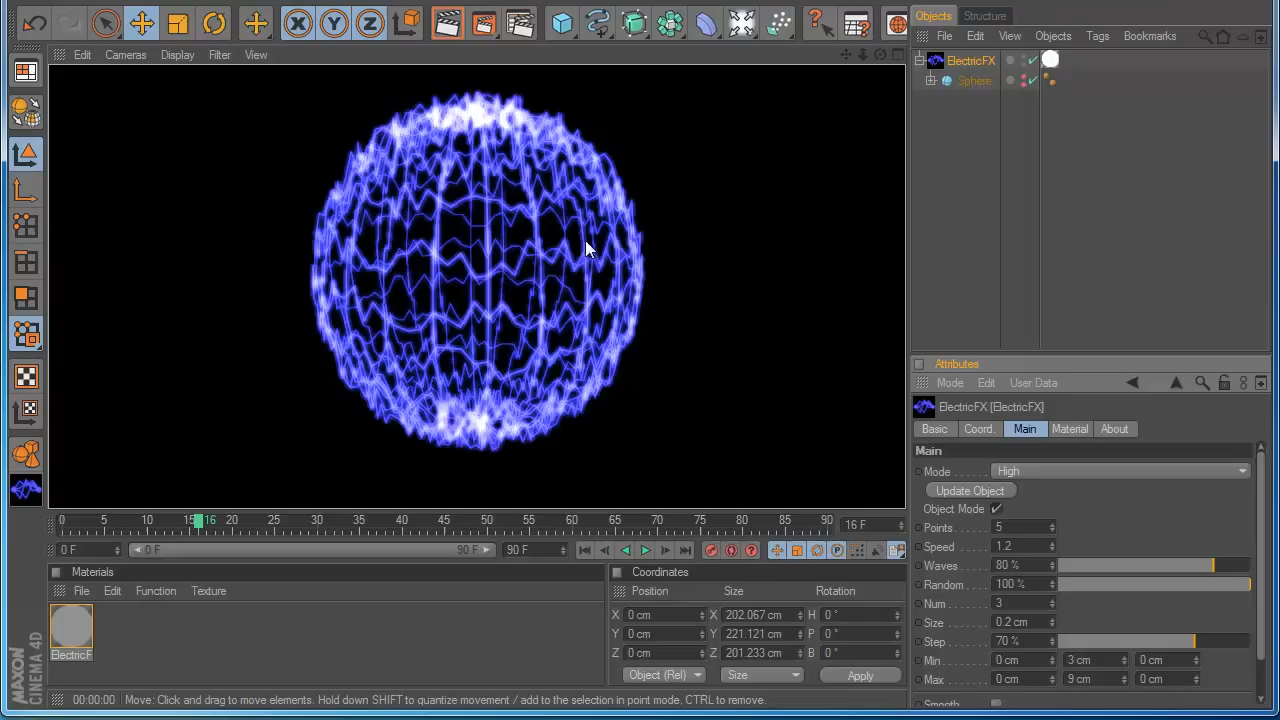 Objects Structure
File Edit View Objects Tags Bookmarks
Edit Cameras Display Filter View
ElectricFX
Sphere
Attributes
Mode Edit User Data
ElectricFX [ElectricFX]
Basic Coord. Main Material About
Main
Mode High
Update Object
Object Mode
Points 5
Speed 1.2
Waves 80 %
Random 100 %
Num 3
Size 0.2 cm
Step 70 %
Min 0 cm 3 cm 0 cm
Max 0 cm 9 cm 0 cm
Smooth
0 5 10 15 16 20 25 30 35 40 45 50 55 60 65 70 75 80 85 90 16 F
0 F 0 F 90 F 90 F
Materials
File Edit Function Texture
ElectricF
Coordinates
Position Size Rotation
X 0 cm X 202.067 cm H 0 °
Y 0 cm Y 221.121 cm P 0 °
Z 0 cm Z 201.233 cm B 0 °
Object (Rel) Size Apply
MAXON
CINEMA 4D
00:00:00 Move: Click and drag to move elements. Hold down SHIFT to quantize movement / add to the selection in point mode. CTRL to remove.